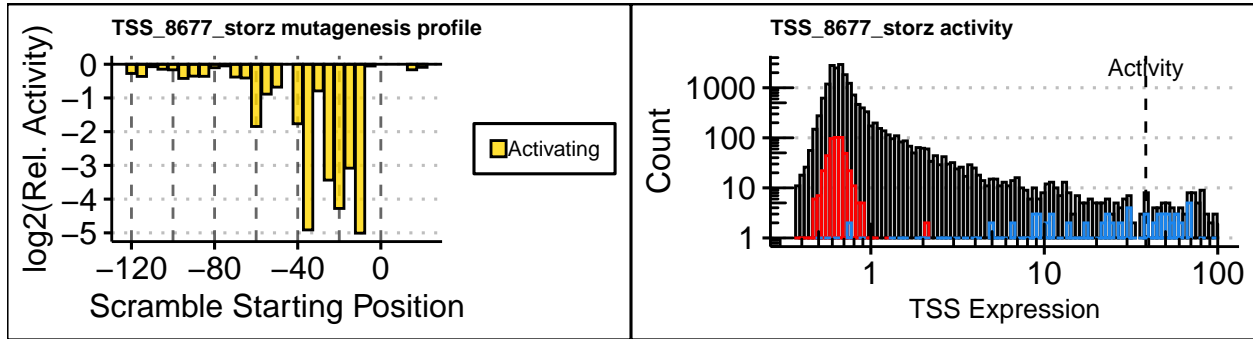 TSS_8677_storz mutagenesis profile
log2(Rel. Activity)
0
−1
−2
−3
−4
−5
−120
−80
−40
0
Scramble Starting Position
Activating
TSS_8677_storz activity
Activity
Count
1000
100
10
1
1
10
100
TSS Expression